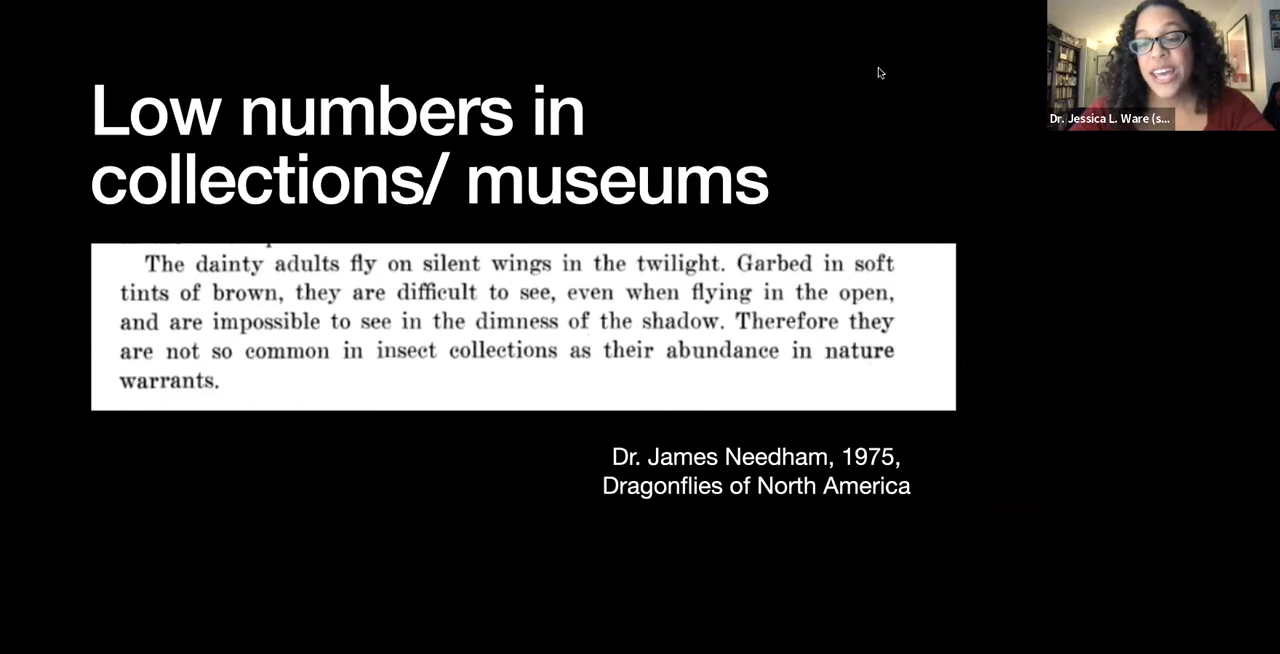 Low numbers in
collections/ museums
The dainty adults fly on silent wings in the twilight. Garbed in soft
tints of brown, they are difficult to see, even when flying in the open,
and are impossible to see in the dimness of the shadow. Therefore they
are not so common in insect collections as their abundance in nature
warrants.
Dr. James Needham, 1975,
Dragonflies of North America
Dr. Jessica L. Ware (s...